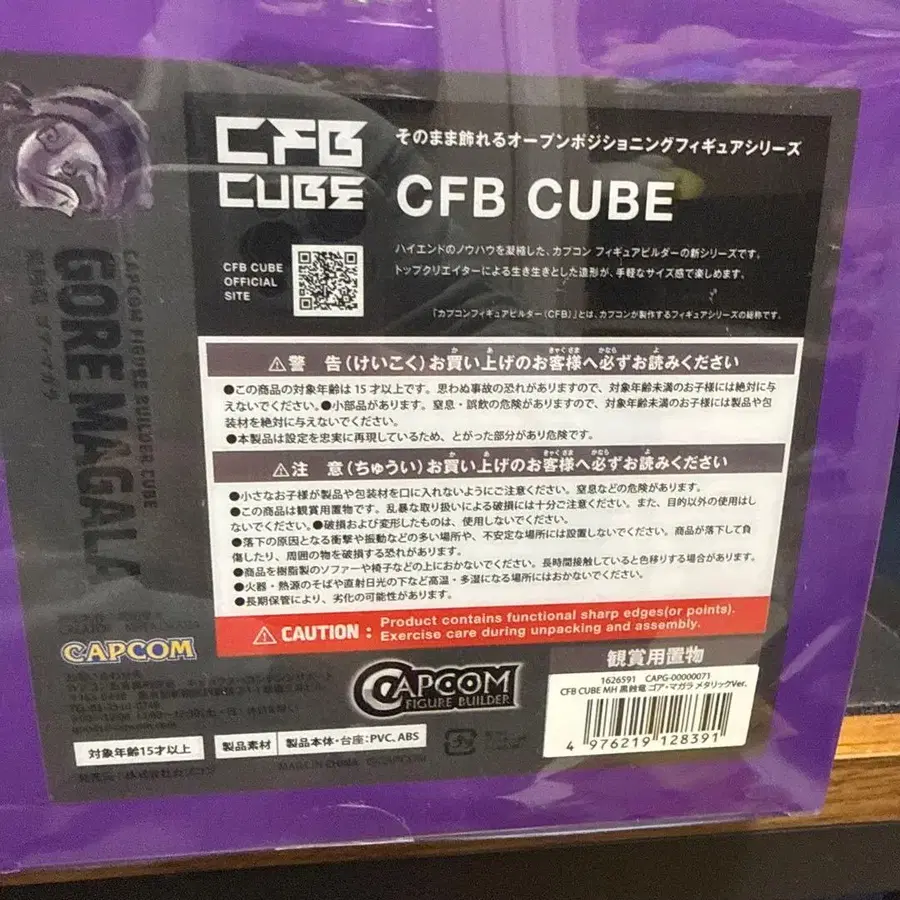 CFB
CUBE
そのまま飾れるオープンポジショニングフィギュアシリーズ
CFB CUBE
CFB CUBE
OFFICIAL
SITE
ハイエンドのノウハウを凝縮した、カプコン フィギュアビルダーの新シリーズです。
トップクリエイターによる生き生きとした造形が、手軽なサイズ感で楽しめます。
「カプコンフィギュアビルダー(CFB)」とは、カプコンが製作するフィギュアシリーズの総称です。
CAPCOM FIGURE BUILDER CUBE
GORE MAGALA
⚠警 告(けいこく)お買い上げのお客様へ必ずお読みください
●この商品の対象年齢は15才以上です。思わぬ事故の恐れがありますので、対象年齢未満のお子様には絶対に与
えないでください。●小部品があります。窒息・誤飲の危険がありますので、対象年齢未満のお子様には製品や包
装材を絶対に与えないでください。
●本製品は設定を忠実に再現しているため、とがった部分があり危険です。
⚠注 意(ちゅうい)お買い上げのお客様へ必ずお読みください
●小さなお子様が製品や包装材を口に入れないようにご注意ください。窒息などの危険があります。
●この商品は観賞用置物です。乱暴な取り扱いによる破損には十分ご注意ください。また、目的以外の使用はし
ないでください。●破損および変形したものは、使用しないでください。
●落下の原因となる衝撃や振動などの多い場所や、不安定な場所には設置しないでください。商品が落下して負
傷したり、周囲の物を破損する恐れがあります。
●商品を樹脂製のソファーや椅子などの上におかないでください。長時間接触していると色移りする場合があります。
●火器・熱源のそばや直射日光の下など高温・多湿になる場所にはおかないでください。
●長期保管により、劣化の可能性があります。
⚠ CAUTION : Product contains functional sharp edges(or points).
Exercise care during unpacking and assembly.
CAPCOM
CAPCOM
FIGURE BUILDER
観賞用置物
1626591 CAPG-00000071
CFB CUBE MH 黒蝕竜 ゴア・マガラ メタリックVer.
4 976219 128391
対象年齢15才以上
製品素材
製品本体・台座:PVC、ABS
MADE IN CHINA ©CAPCOM
発売元:株式会社カプコン